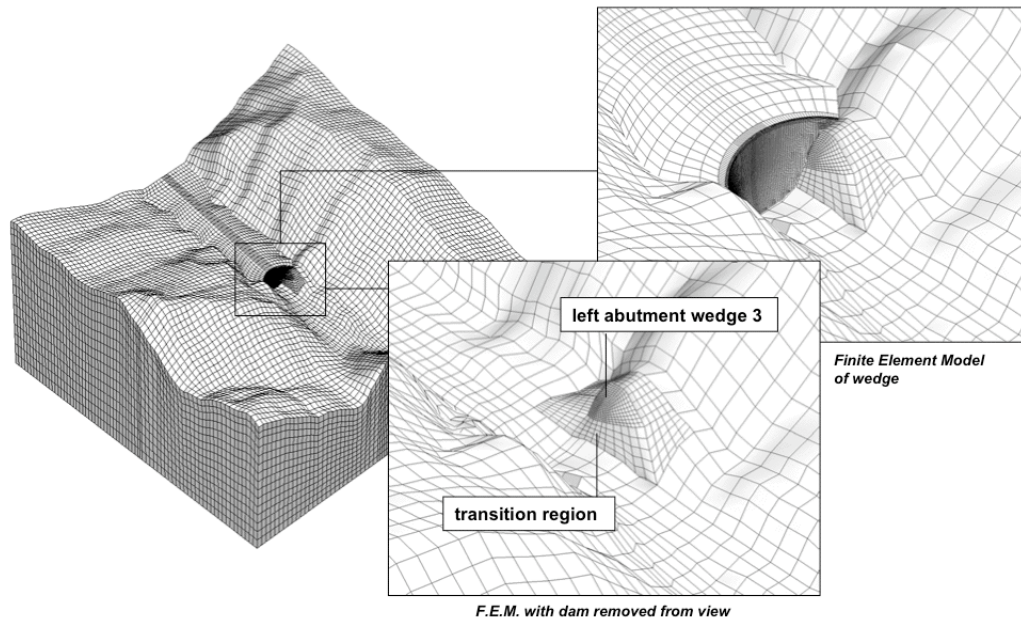 left abutment wedge 3
Finite Element Model
of wedge
transition region
F.E.M. with dam removed from view